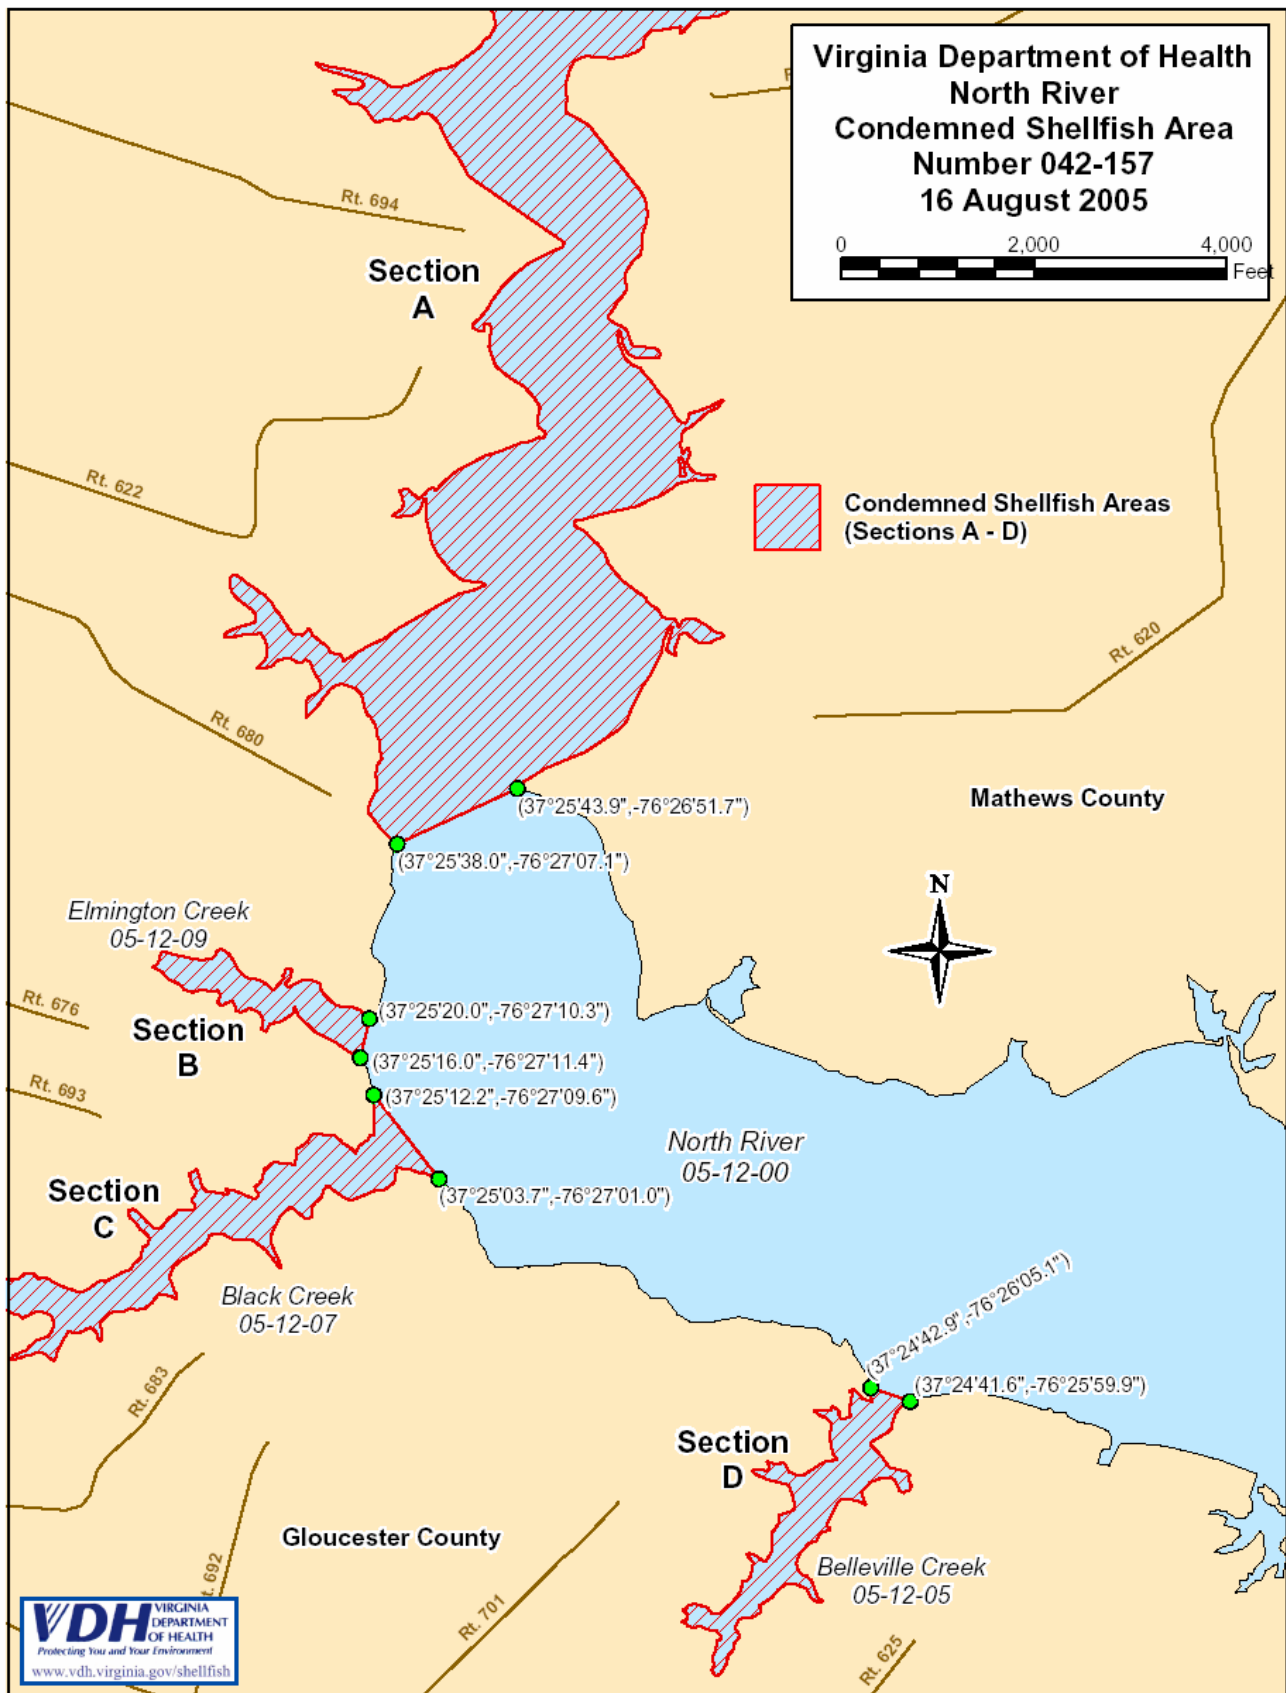 Virginia Department of Health
North River
Condemned Shellfish Area
Number 042-157
16 August 2005
0 2,000 4,000
Feet
Rt. 694
Section
A
Rt. 622
Condemned Shellfish Areas
(Sections A - D)
Rt. 620
Rt. 680
(37°25'43.9",-76°26'51.7")
Mathews County
(37°25'38.0",-76°27'07.1")
N
Elmington Creek
05-12-09
Rt. 676
(37°25'20.0",-76°27'10.3")
Section
B
(37°25'16.0",-76°27'11.4")
Rt. 693
(37°25'12.2",-76°27'09.6")
North River
05-12-00
Section
C
(37°25'03.7",-76°27'01.0")
Black Creek
05-12-07
(37°24'42.9",-76°26'05.1")
Rt. 683
(37°24'41.6",-76°25'59.9")
Section
D
Gloucester County
Belleville Creek
05-12-05
t. 692
Rt. 701
Rt. 625
VDH VIRGINIA
DEPARTMENT
OF HEALTH
Protecting You and Your Environment
www.vdh.virginia.gov/shellfish